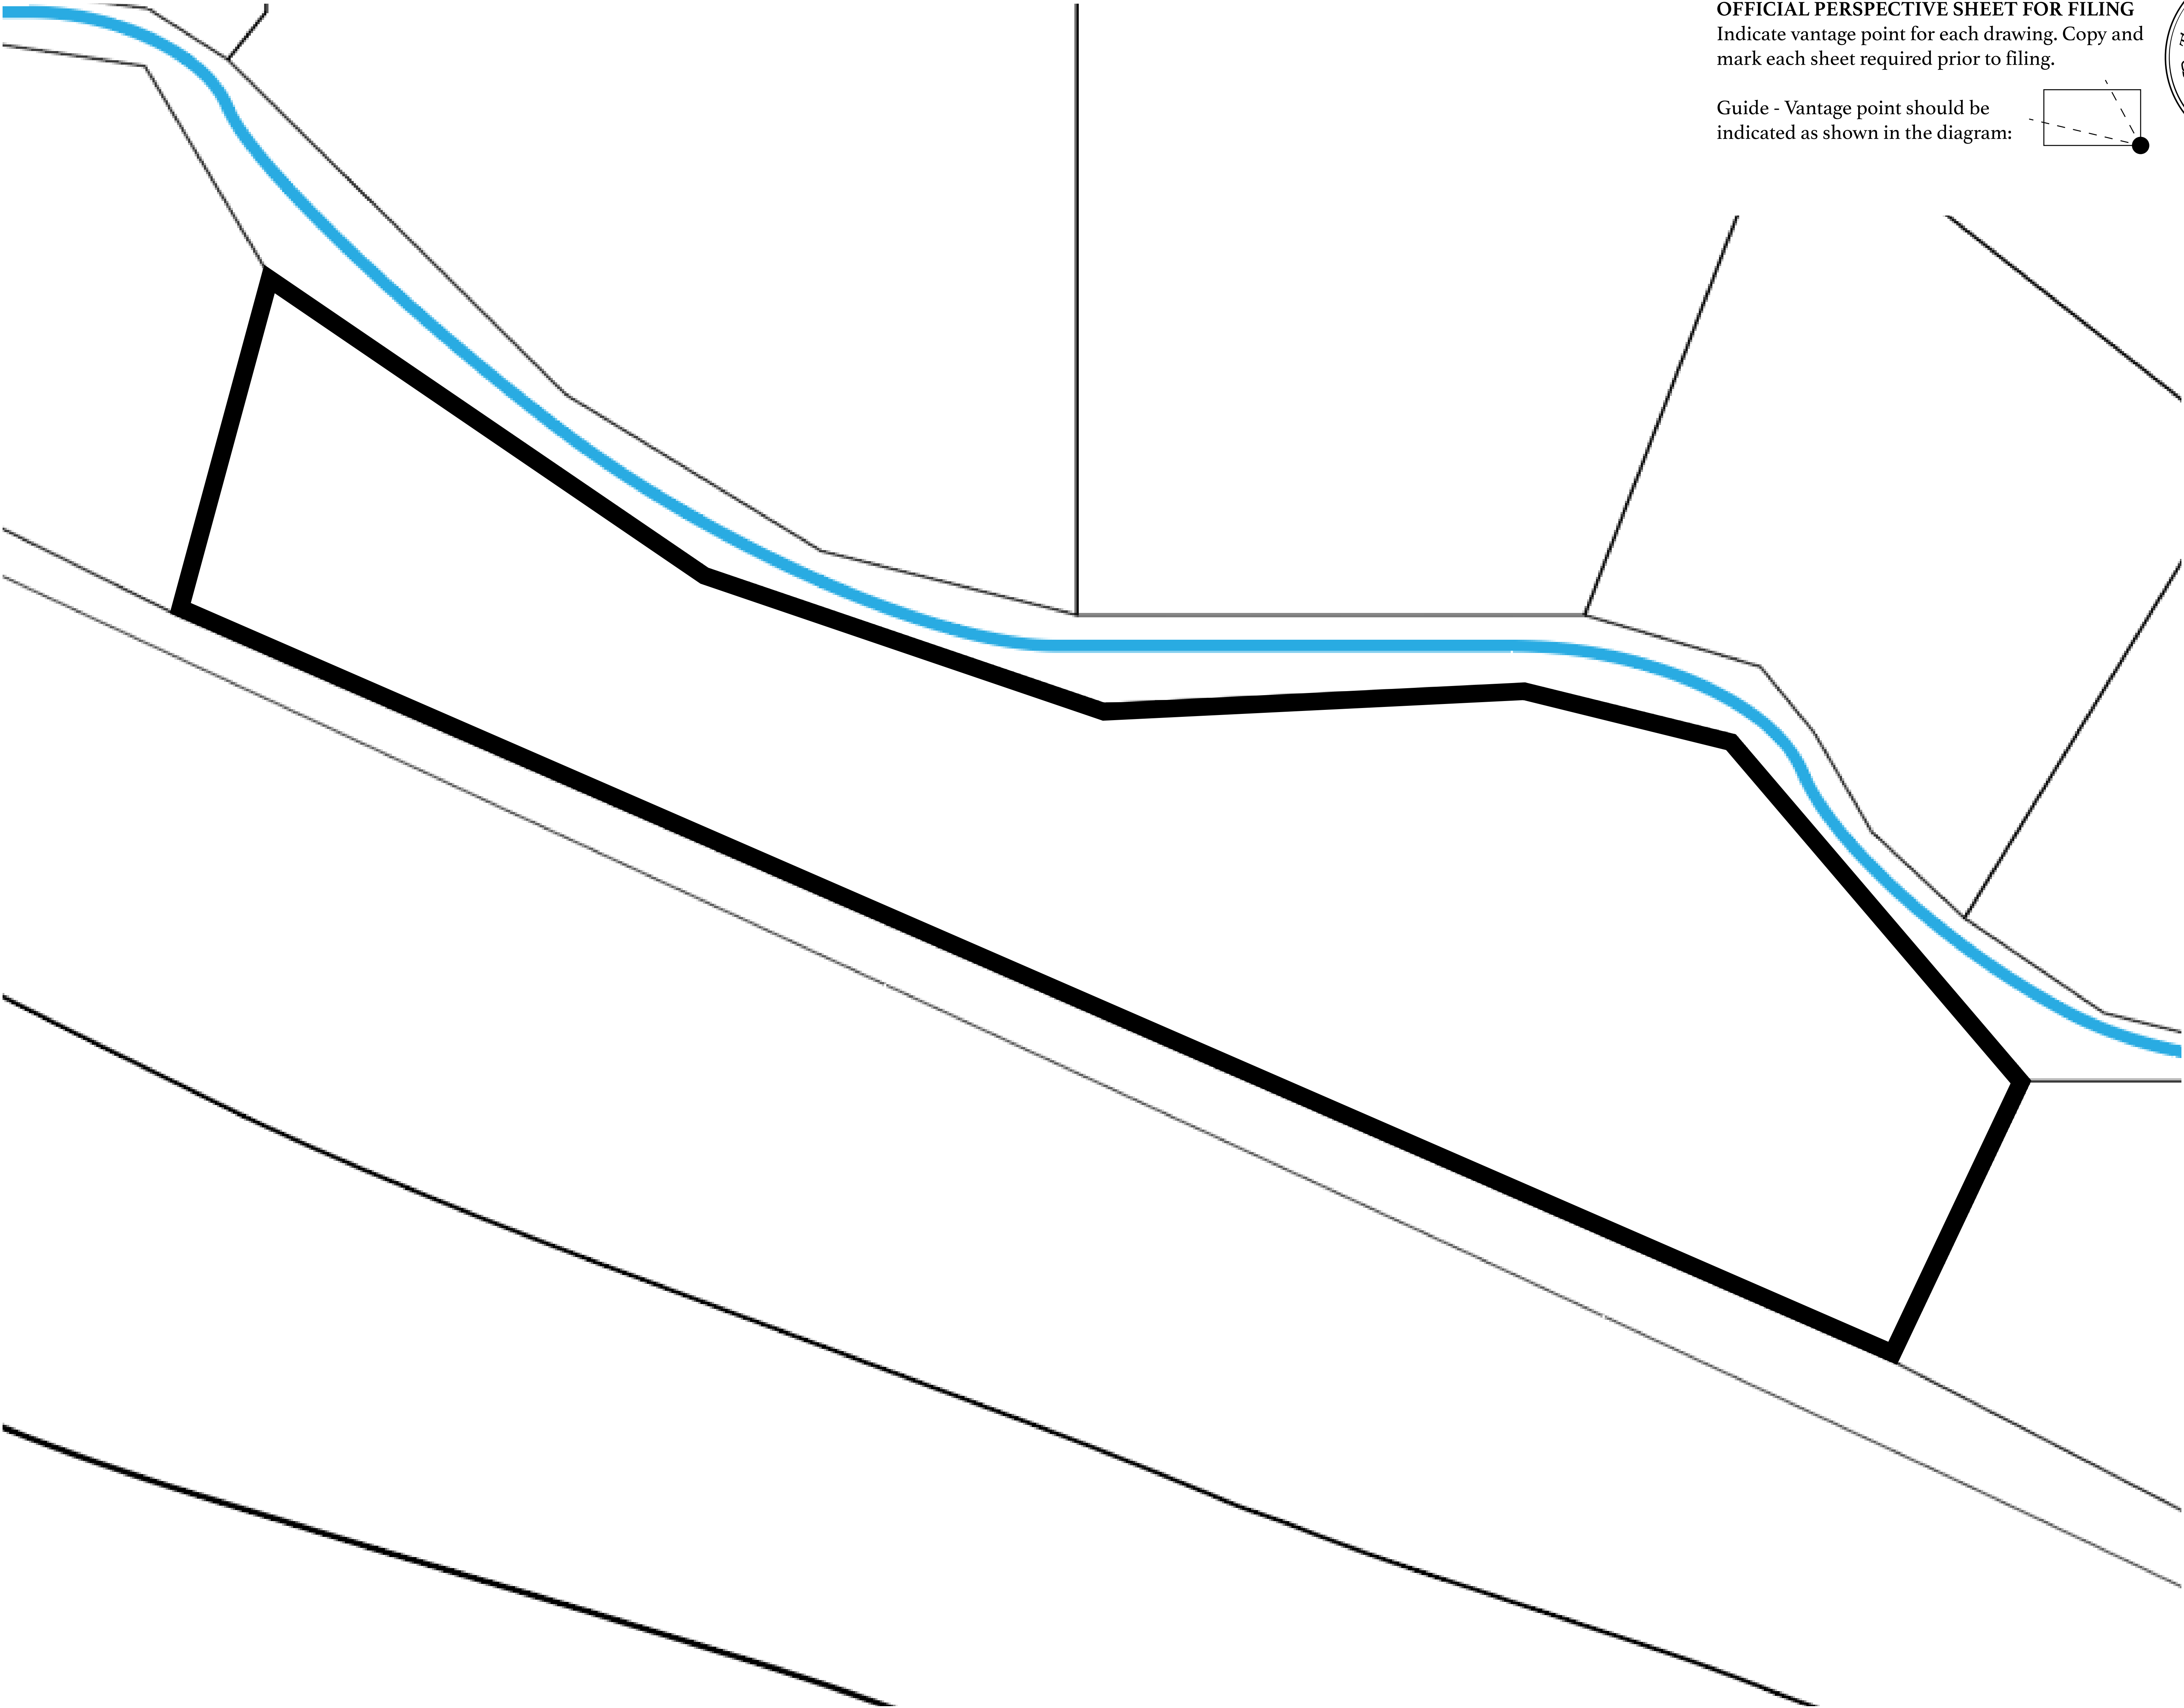 OFFICIAL PERSPECTIVE SHEET FOR FILING
Indicate vantage point for each drawing. Copy and
mark each sheet required prior to filing.
Guide - Vantage point should be
indicated as shown in the diagram: